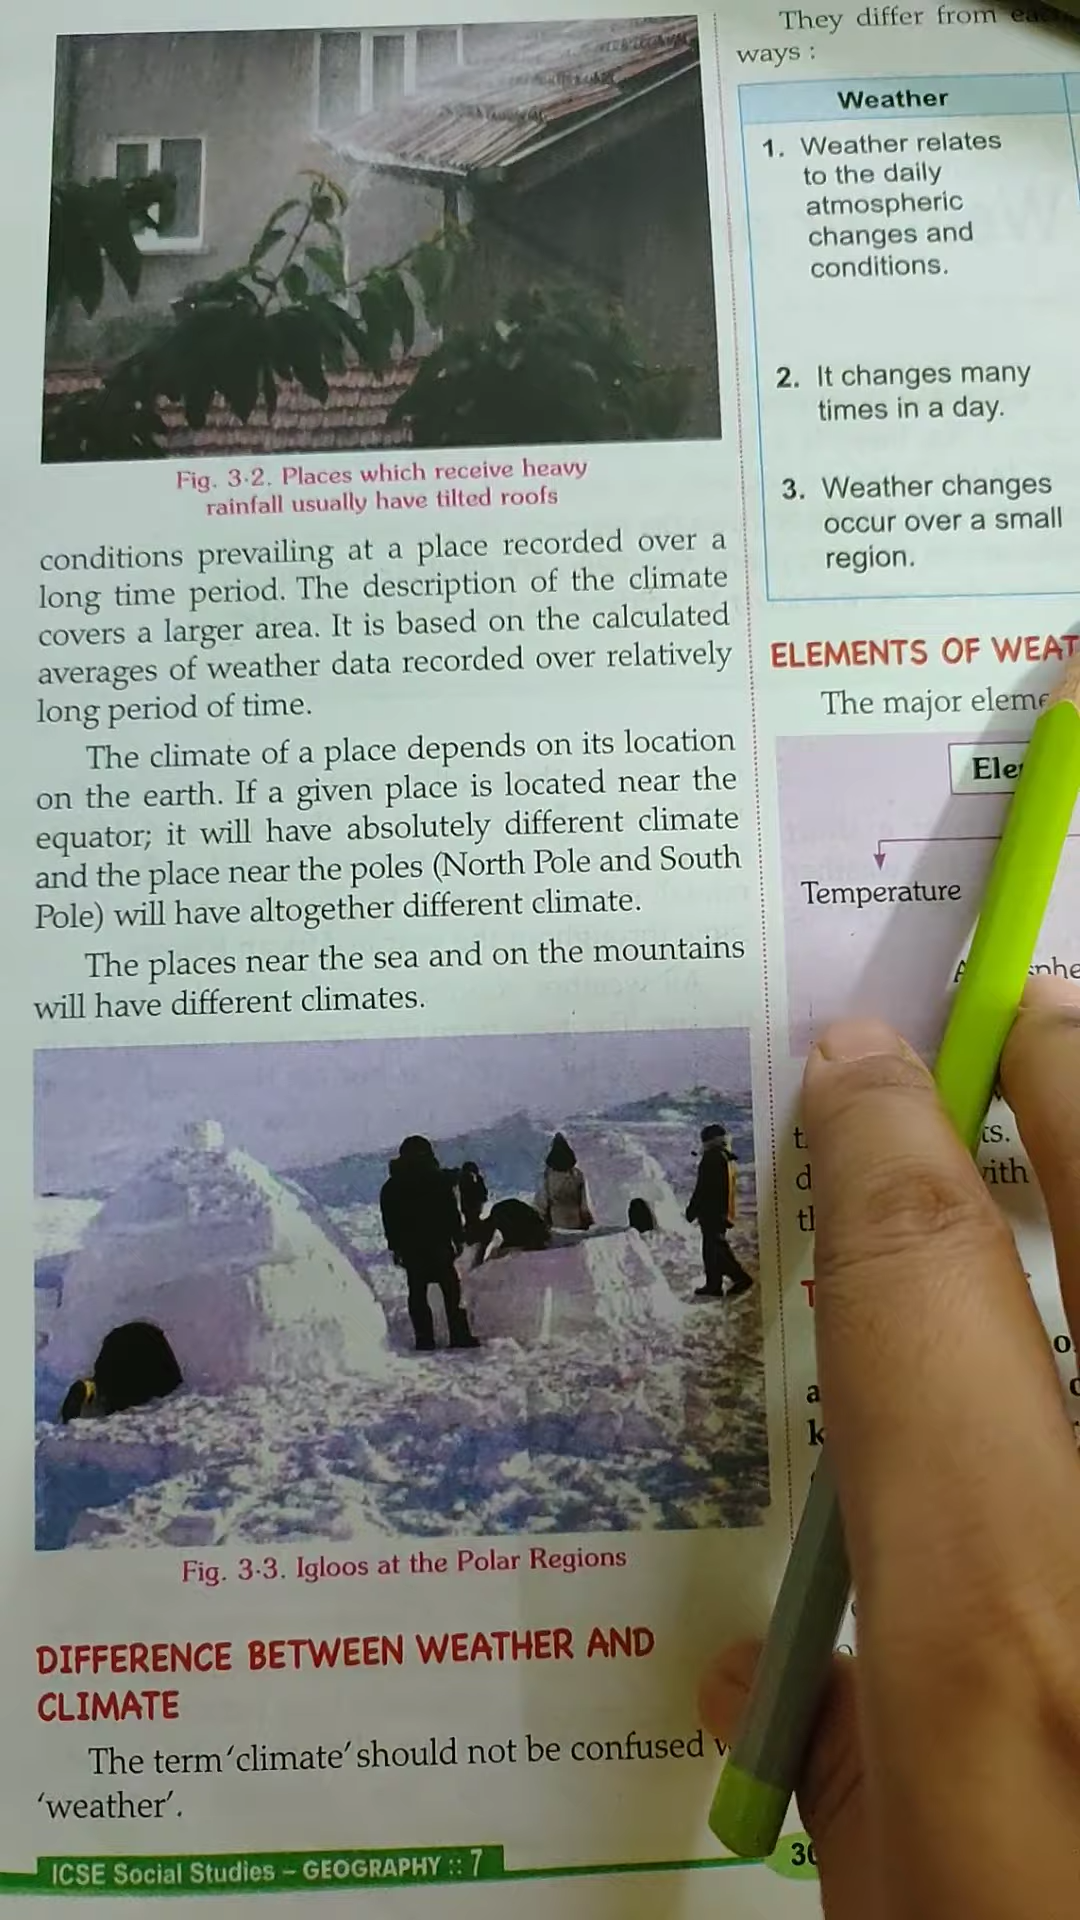 Fig. 3·2. Places which receive heavy
rainfall usually have tilted roofs
conditions prevailing at a place recorded over a
long time period. The description of the climate
covers a larger area. It is based on the calculated
averages of weather data recorded over relatively
long period of time.
The climate of a place depends on its location
on the earth. If a given place is located near the
equator; it will have absolutely different climate
and the place near the poles (North Pole and South
Pole) will have altogether different climate.
The places near the sea and on the mountains
will have different climates.
Fig. 3·3. Igloos at the Polar Regions
DIFFERENCE BETWEEN WEATHER AND
CLIMATE
The term 'climate' should not be confused
'weather'.
ICSE Social Studies – GEOGRAPHY :: 7
They differ from
ways :
Weather
1. Weather relates
to the daily
atmospheric
changes and
conditions.
2. It changes many
times in a day.
3. Weather changes
occur over a small
region.
ELEMENTS OF
The major
Temperature